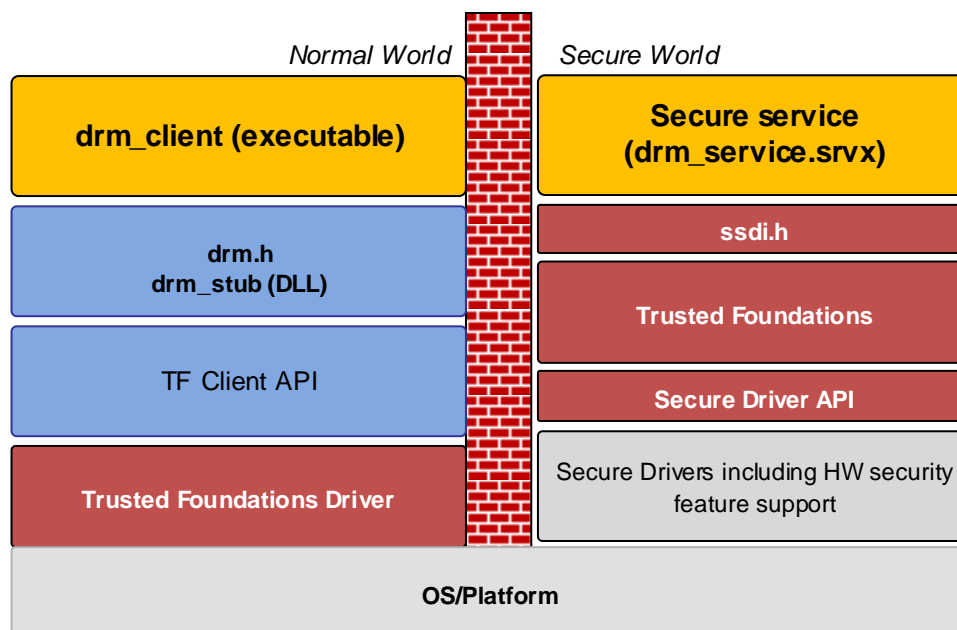 Normal World
Secure World
drm_client (executable)
Secure service
(drm_service.srvx)
drm.h
drm_stub (DLL)
ssdi.h
Trusted Foundations
TF Client API
Secure Driver API
Trusted Foundations Driver
Secure Drivers including HW security
feature support
OS/Platform